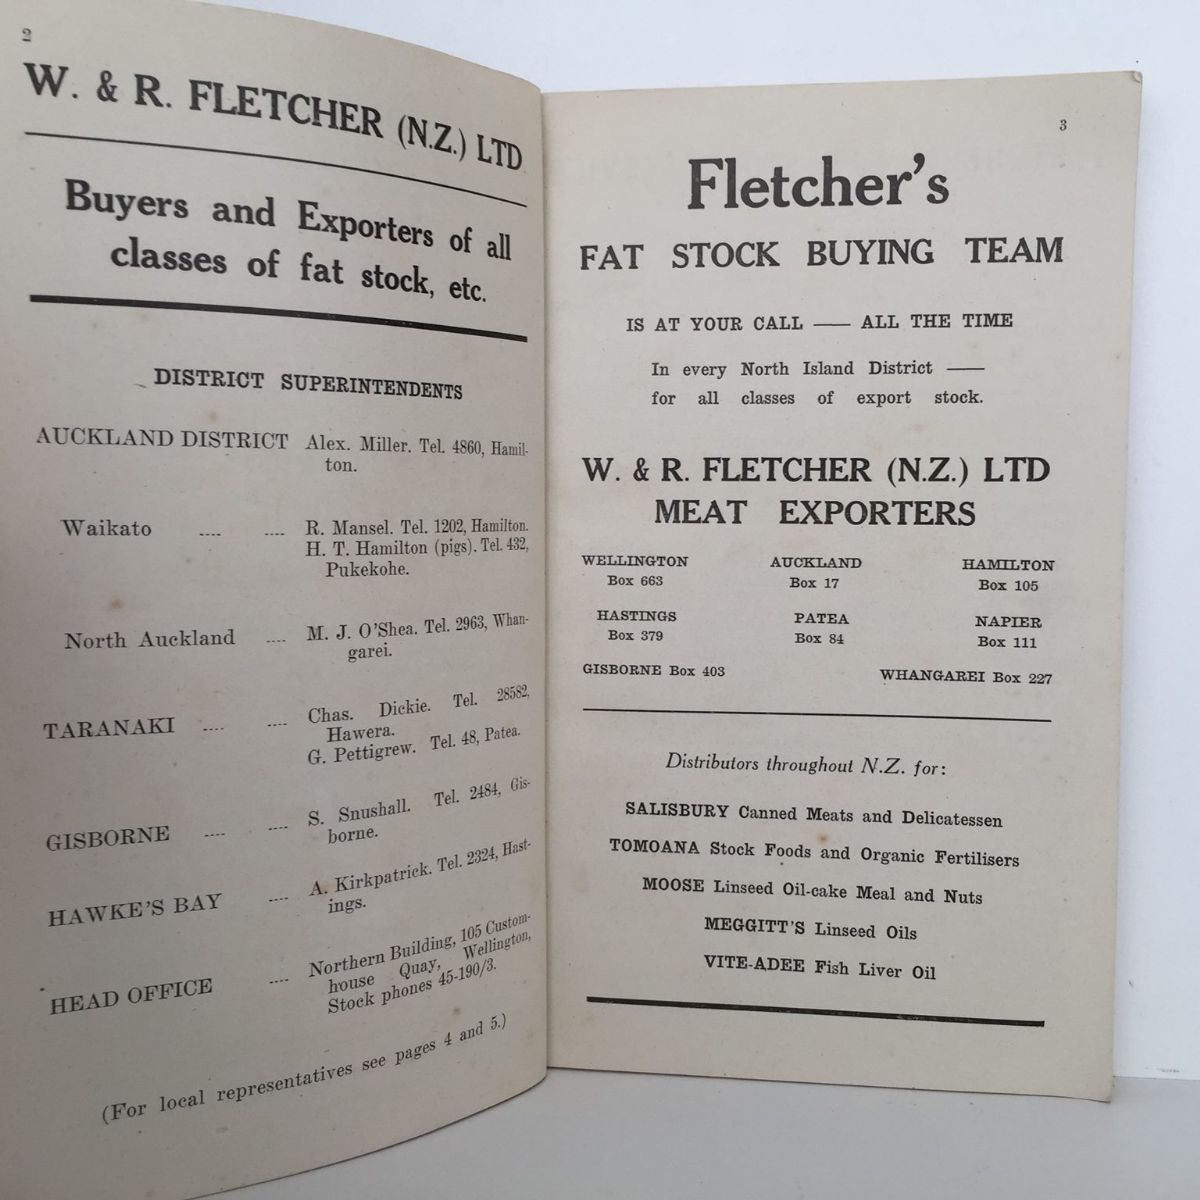 2
W. & R. FLETCHER (N.Z.) LTD
Buyers and Exporters of all
classes of fat stock, etc.
DISTRICT SUPERINTENDENTS
AUCKLAND DISTRICT Alex. Miller. Tel. 4860, Hamil-
ton.
Waikato .... .... R. Mansel. Tel. 1202, Hamilton.
H. T. Hamilton (pigs). Tel. 432,
Pukekohe.
North Auckland .... M. J. O'Shea. Tel. 2963, Whan-
garei.
TARANAKI .... .... Chas. Dickie. Tel. 28582,
Hawera.
G. Pettigrew. Tel. 48, Patea.
GISBORNE .... .... S. Snushall. Tel. 2484, Gis-
borne.
HAWKE'S BAY .... A. Kirkpatrick. Tel. 2324, Hast-
ings.
HEAD OFFICE .... Northern Building, 105 Custom-
house Quay, Wellington,
Stock phones 45-190/3.
(For local representatives see pages 4 and 5.)
3
Fletcher's
FAT STOCK BUYING TEAM
IS AT YOUR CALL — ALL THE TIME
In every North Island District —
for all classes of export stock.
W. & R. FLETCHER (N.Z.) LTD
MEAT EXPORTERS
WELLINGTON AUCKLAND HAMILTON
Box 663 Box 17 Box 105
HASTINGS PATEA NAPIER
Box 379 Box 84 Box 111
GISBORNE Box 403 WHANGAREI Box 227
Distributors throughout N.Z. for:
SALISBURY Canned Meats and Delicatessen
TOMOANA Stock Foods and Organic Fertilisers
MOOSE Linseed Oil-cake Meal and Nuts
MEGGITT'S Linseed Oils
VITE-ADEE Fish Liver Oil